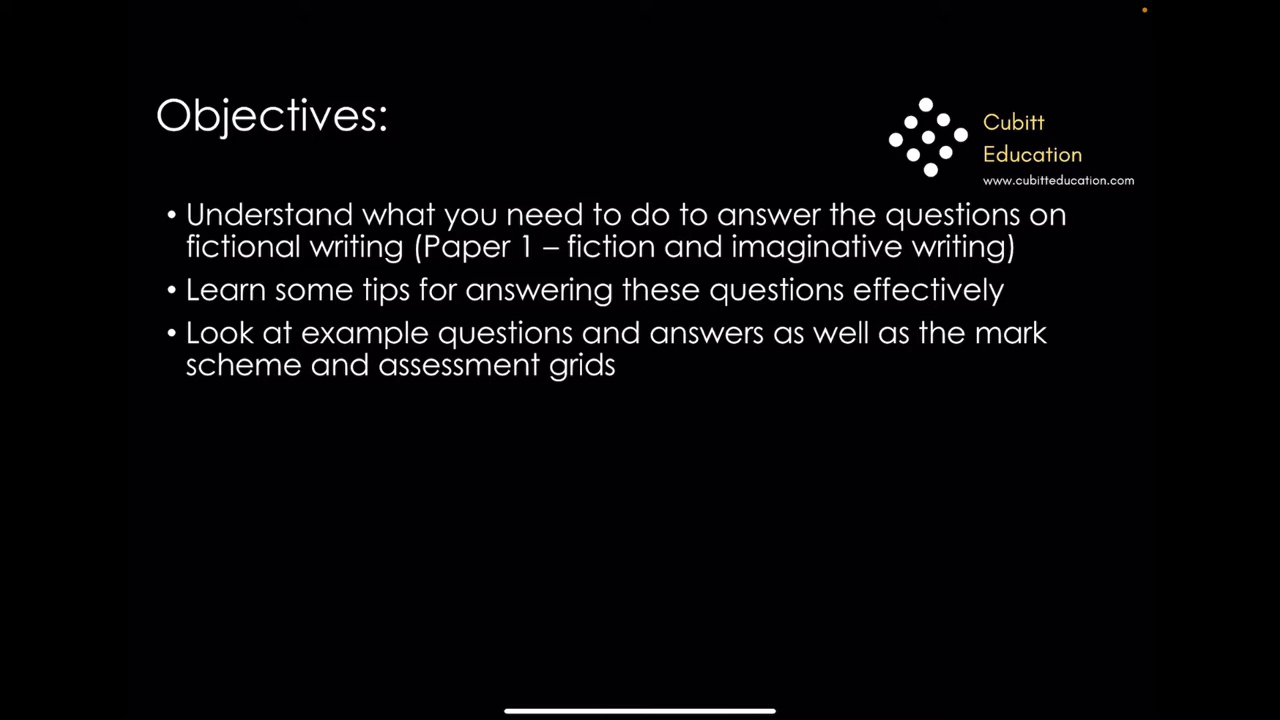 Objectives:
Cubitt
Education
www.cubitteducation.com
• Understand what you need to do to answer the questions on
fictional writing (Paper 1 – fiction and imaginative writing)
• Learn some tips for answering these questions effectively
• Look at example questions and answers as well as the mark
scheme and assessment grids